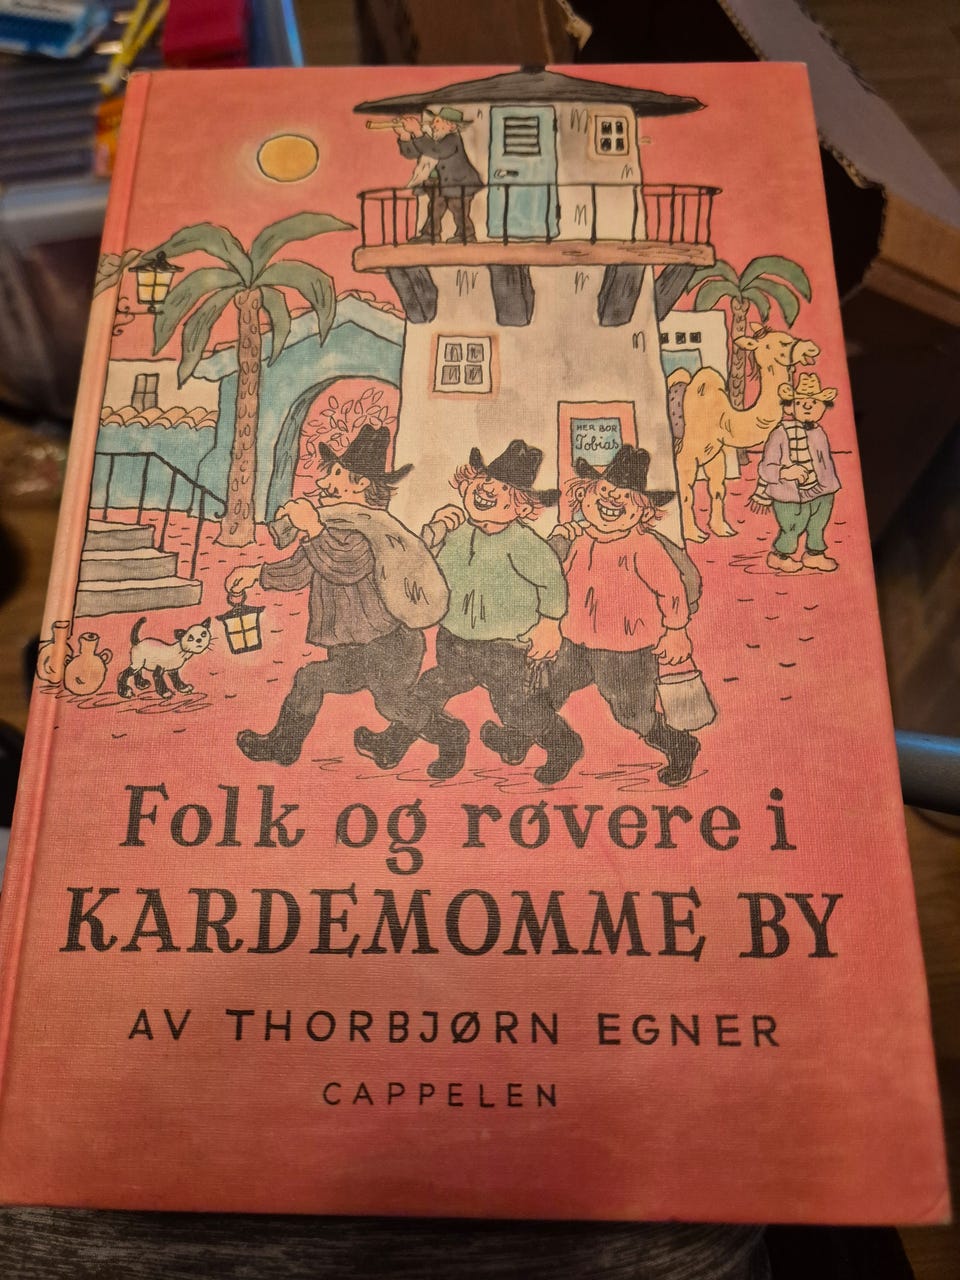 HER BOR
Tobias
Folk og røvere i
KARDEMOMME BY
AV THORBJØRN EGNER
CAPPELEN